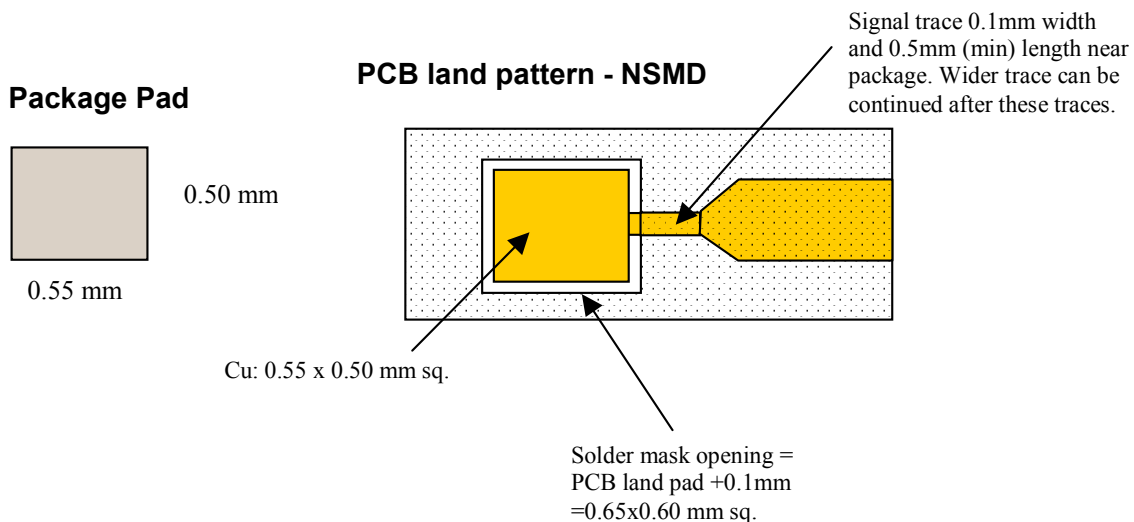 Signal trace 0.1mm width
and 0.5mm (min) length near
package. Wider trace can be
continued after these traces.
PCB land pattern - NSMD
Package Pad
0.50 mm
0.55 mm
Cu: 0.55 x 0.50 mm sq.
Solder mask opening =
PCB land pad +0.1mm
=0.65x0.60 mm sq.